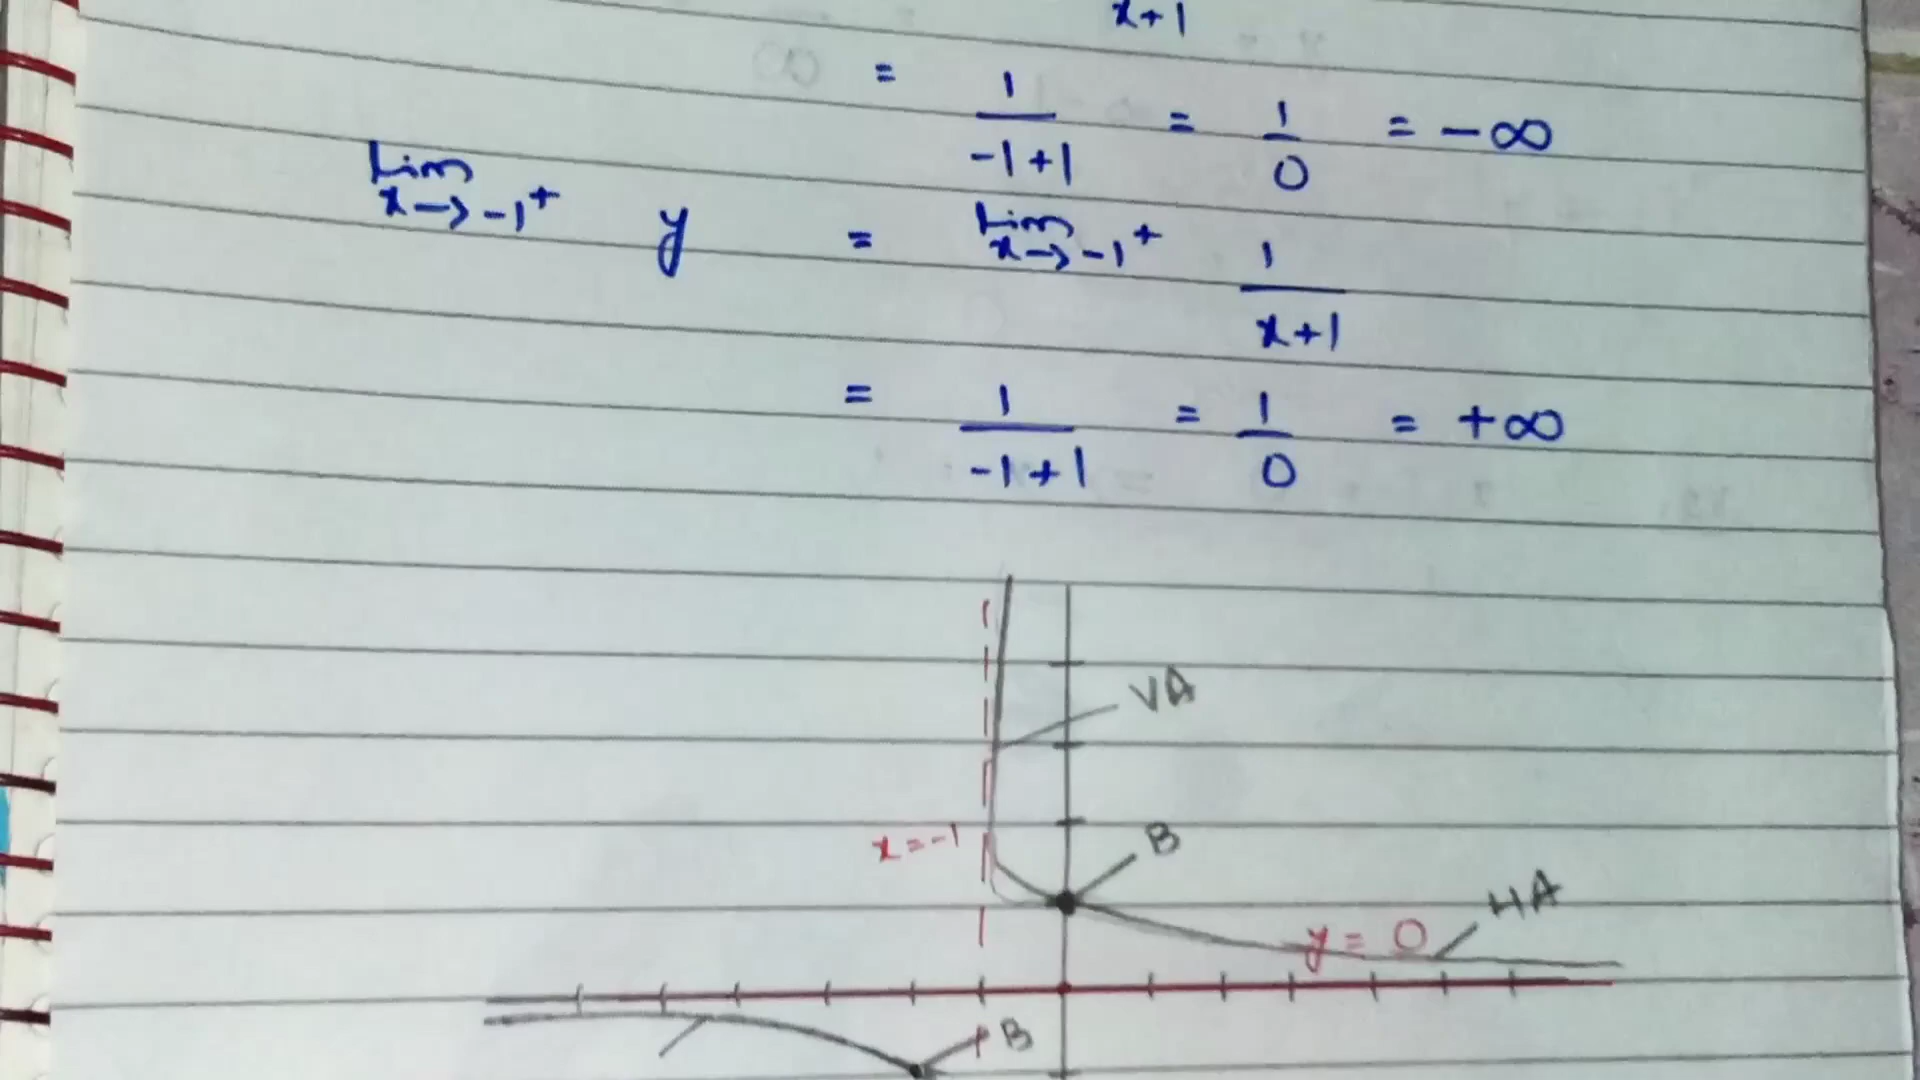 x+1
= 1/-1+1 = 1/0 = -∞
lim x→-1⁺ y = lim x→-1⁺ 1/x+1
= 1/-1+1 = 1/0 = +∞
VA
x=-1
B
HA
y = 0
B